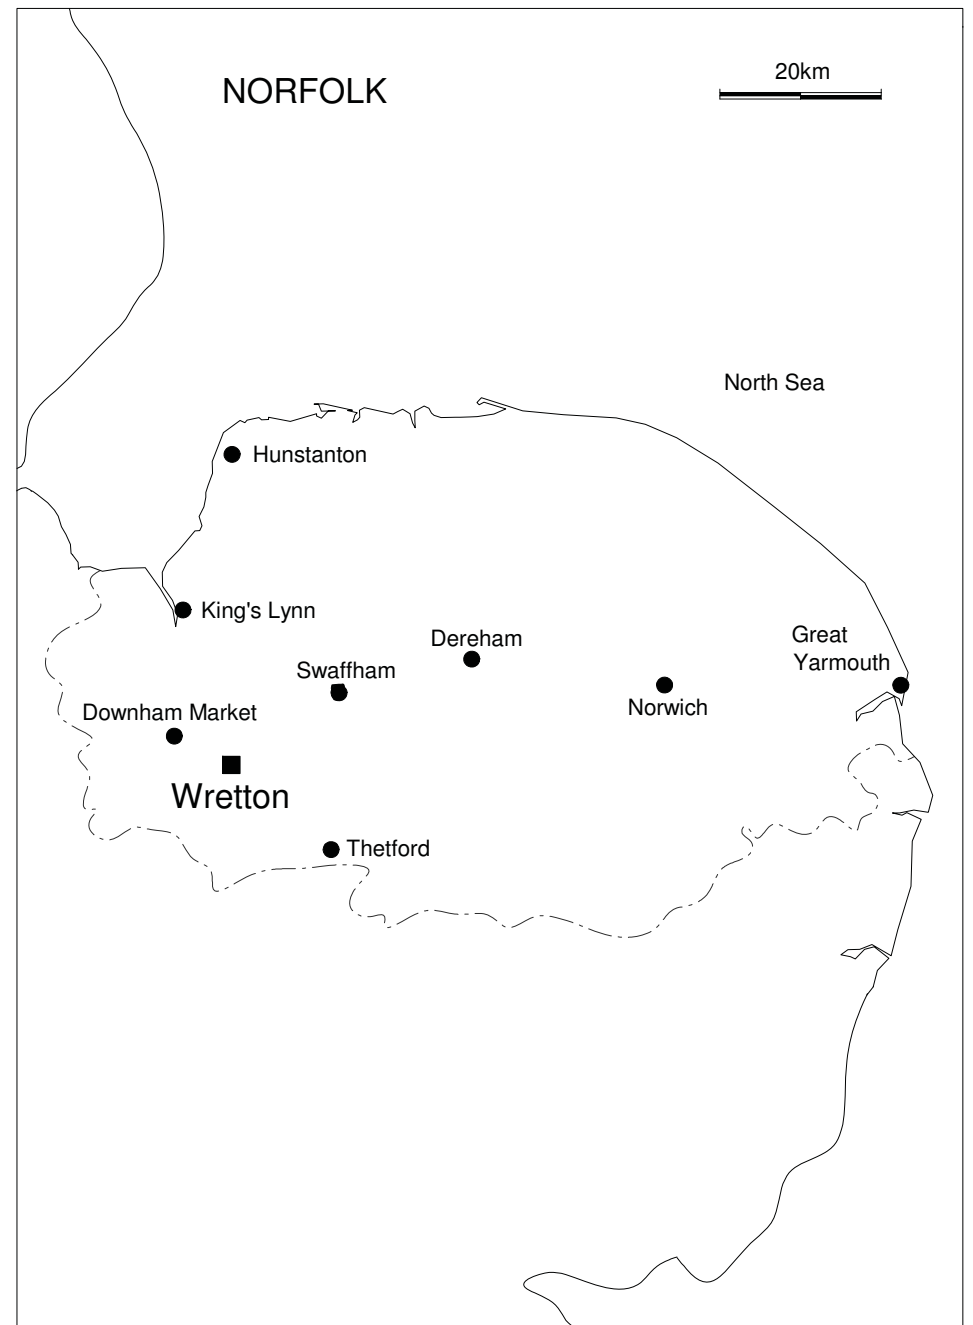 20km
NORFOLK
North Sea
Hunstanton
King's Lynn
Great
Yarmouth
Dereham
Swaffham
Norwich
Downham Market
Wretton
Thetford